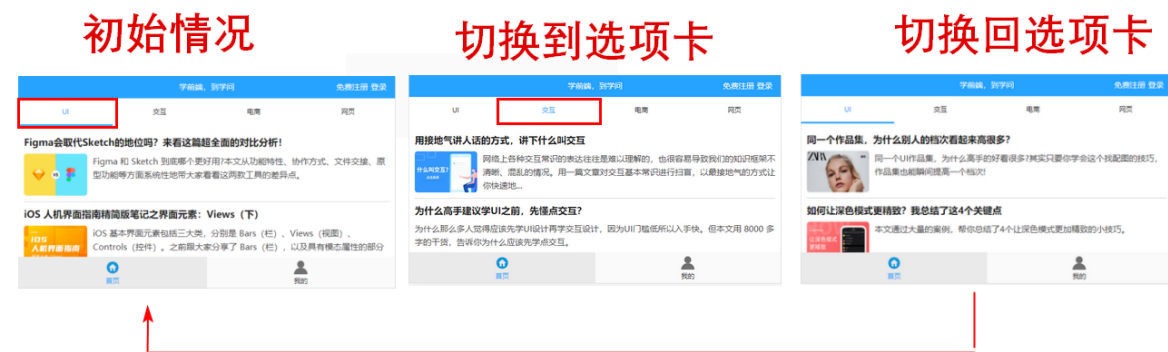 初始情况
切换到选项卡
切换回选项卡
学前端，到学问
免费注册 登录
UI
交互
电商
网页
Figma会取代Sketch的地位吗？来看这篇超全面的对比分析！
Figma 和 Sketch 到底哪个更好用?本文从功能特性、协作方式、文件交接、原
型功能等方面系统性地带大家看看这两款工具的差异点。
iOS 人机界面指南精简版笔记之界面元素：Views（下）
iOS
人机界面指南
iOS 基本界面元素包括三大类，分别是 Bars（栏）、Views（视图）、
Controls（控件）。之前跟大家分享了 Bars（栏），以及具有模态属性的部分
首页
我的
学前端，到学问
免费注册 登录
UI
交互
电商
网页
用接地气讲人话的方式，讲下什么叫交互
什么叫交互?
网络上各种交互常识的表达往往是难以理解的，也很容易导致我们的知识框架不
清晰、混乱的情况。用一篇文章对交互基本常识进行扫盲，以最接地气的方式让
你快速地...
为什么高手建议学UI之前，先懂点交互？
为什么那么多人觉得应该先学UI设计再学交互设计，因为UI门槛低所以入手快。但本文用 8000 多
字的干货，告诉你为什么应该先学点交互。
首页
我的
学前端，到学问
免费注册 登录
UI
交互
电商
网页
同一个作品集，为什么别人的档次看起来高很多？
ZARA
同一个UI作品集，为什么高手的好看很多?其实只要你学会这个找配图的技巧,
作品集也能瞬间提高一个档次!
如何让深色模式更精致？我总结了这4个关键点
让深色模式
更精致
本文通过大量的案例，帮你总结了4个让深色模式更加精致的小技巧。
首页
我的